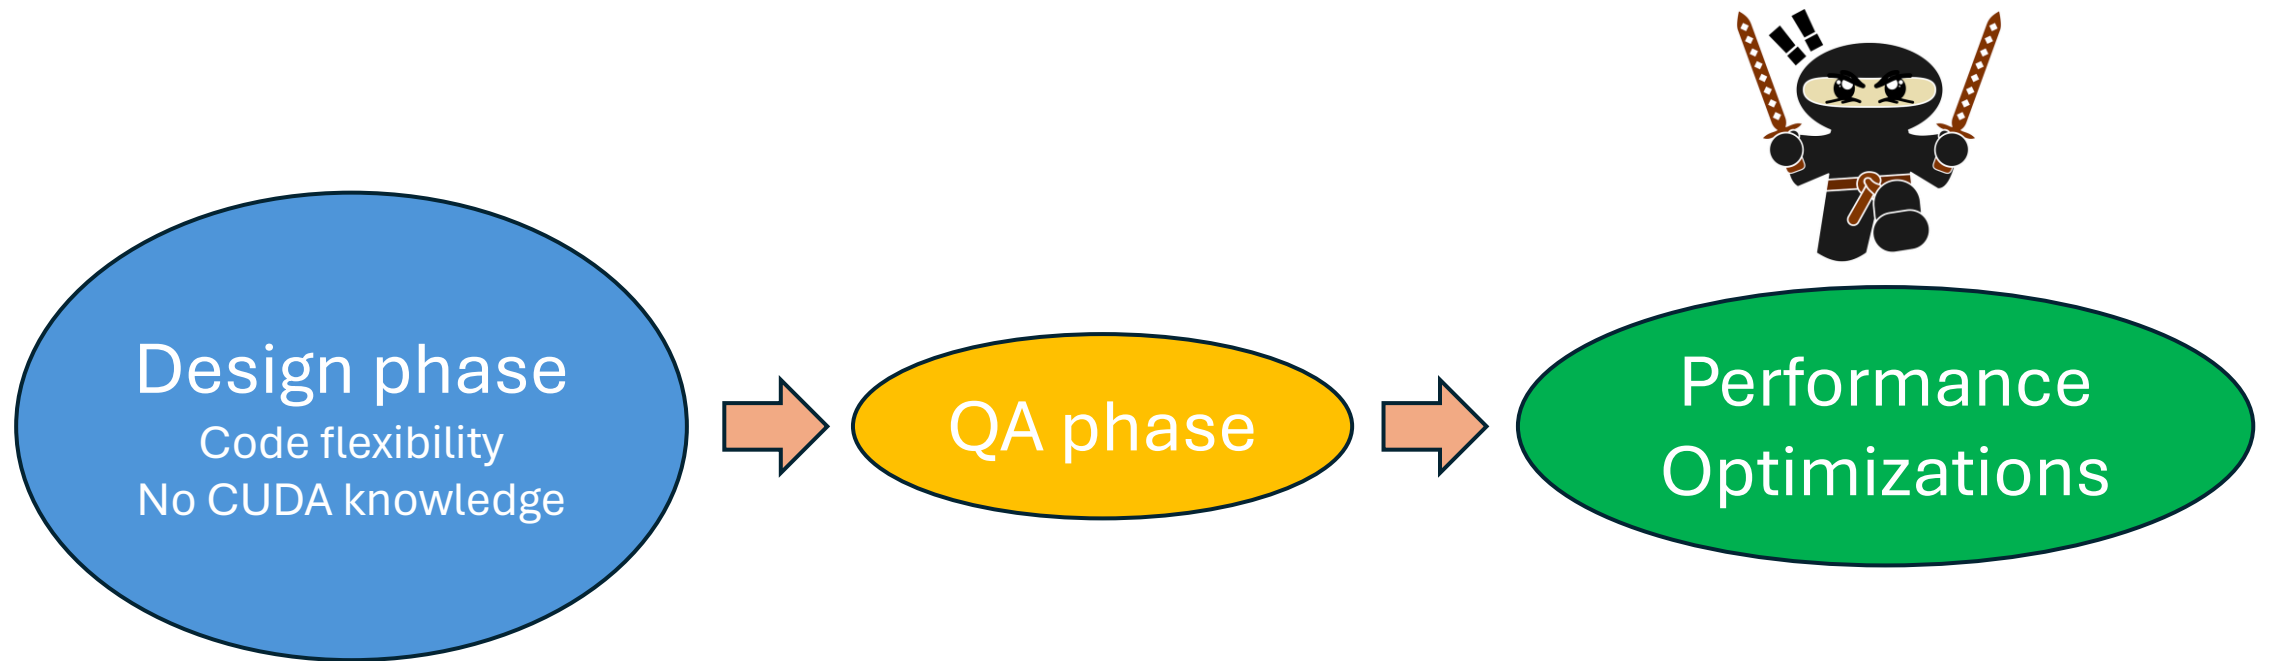 Design phase
Code flexibility
No CUDA knowledge
QA phase
Performance
Optimizations
!!